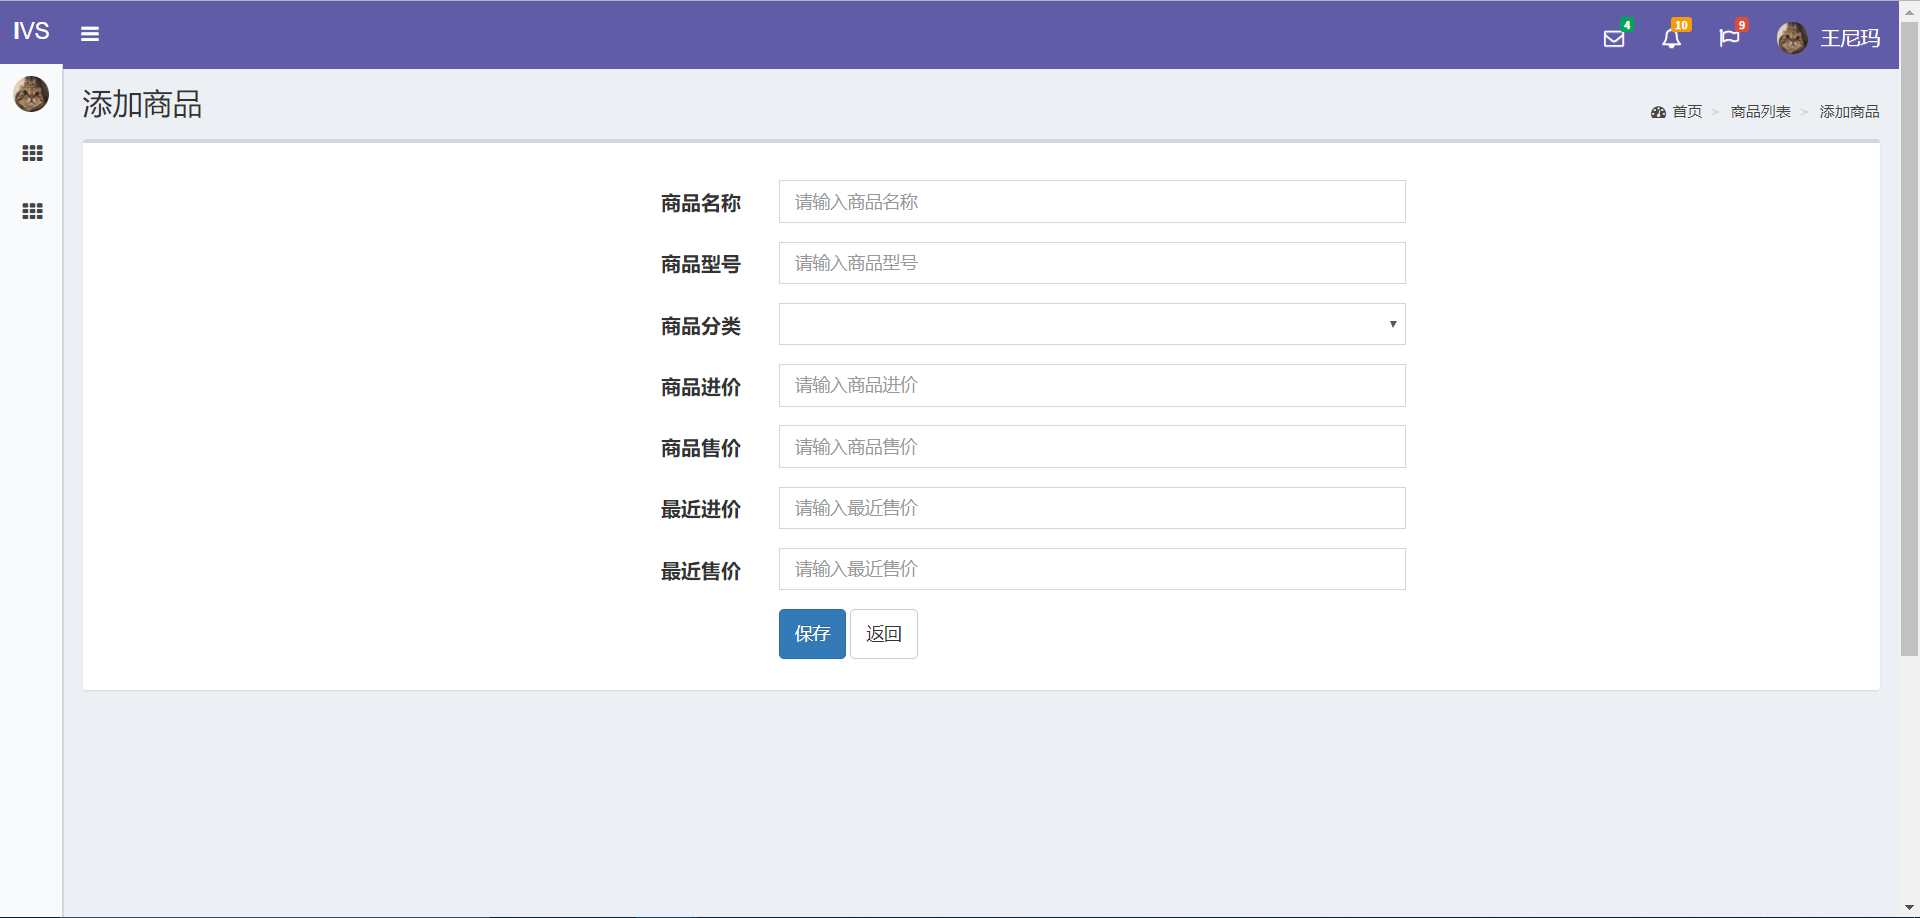 IVS
4
10
9
王尼玛
添加商品
首页 > 商品列表 > 添加商品
商品名称 请输入商品名称
商品型号 请输入商品型号
商品分类
商品进价 请输入商品进价
商品售价 请输入商品售价
最近进价 请输入最近售价
最近售价 请输入最近售价
保存 返回